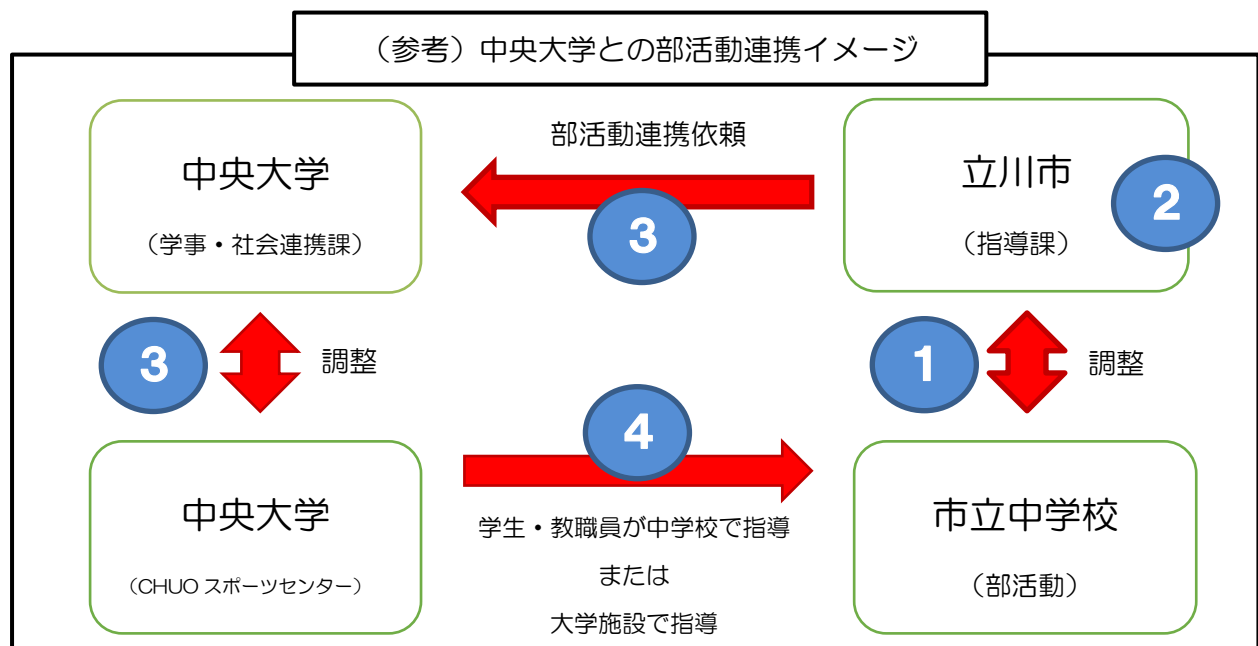 （参考）中央大学との部活動連携イメージ
中央大学
（学事・社会連携課）
部活動連携依頼
3
立川市
（指導課）
2
3
調整
1
調整
中央大学
（CHUO スポーツセンター）
4
学生・教職員が中学校で指導
または
大学施設で指導
市立中学校
（部活動）